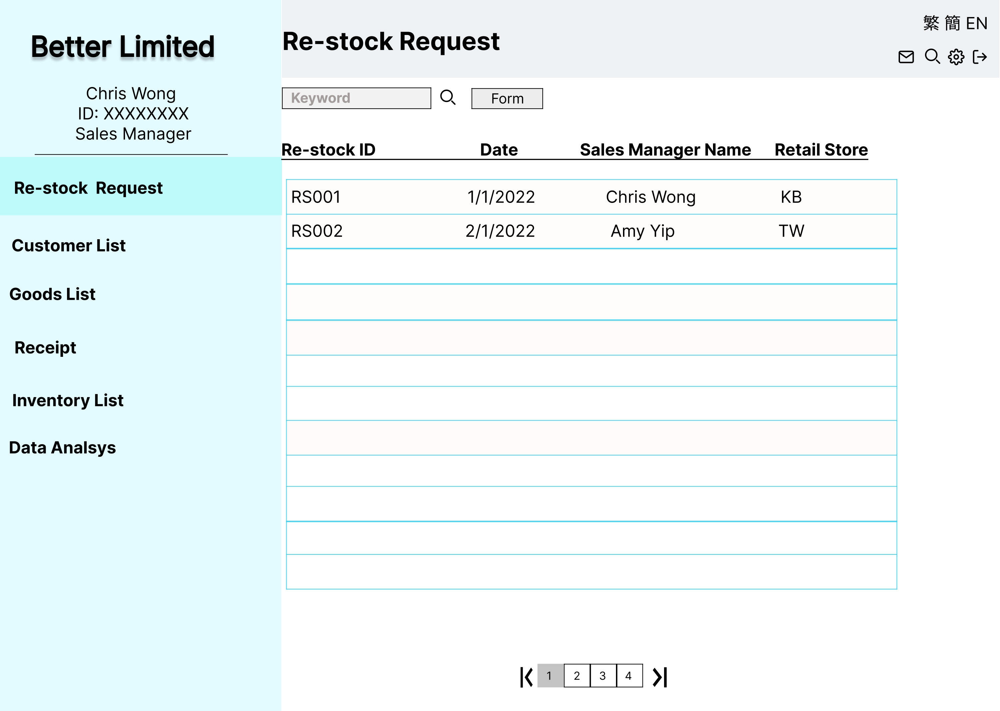 Better Limited
Chris Wong
ID: XXXXXXXX
Sales Manager
Re-stock Request
Customer List
Goods List
Receipt
Inventory List
Data Analsys
Re-stock Request
繁 簡 EN
Keyword
Form
Re-stock ID Date Sales Manager Name Retail Store
RS001 1/1/2022 Chris Wong KB
RS002 2/1/2022 Amy Yip TW
1 2 3 4